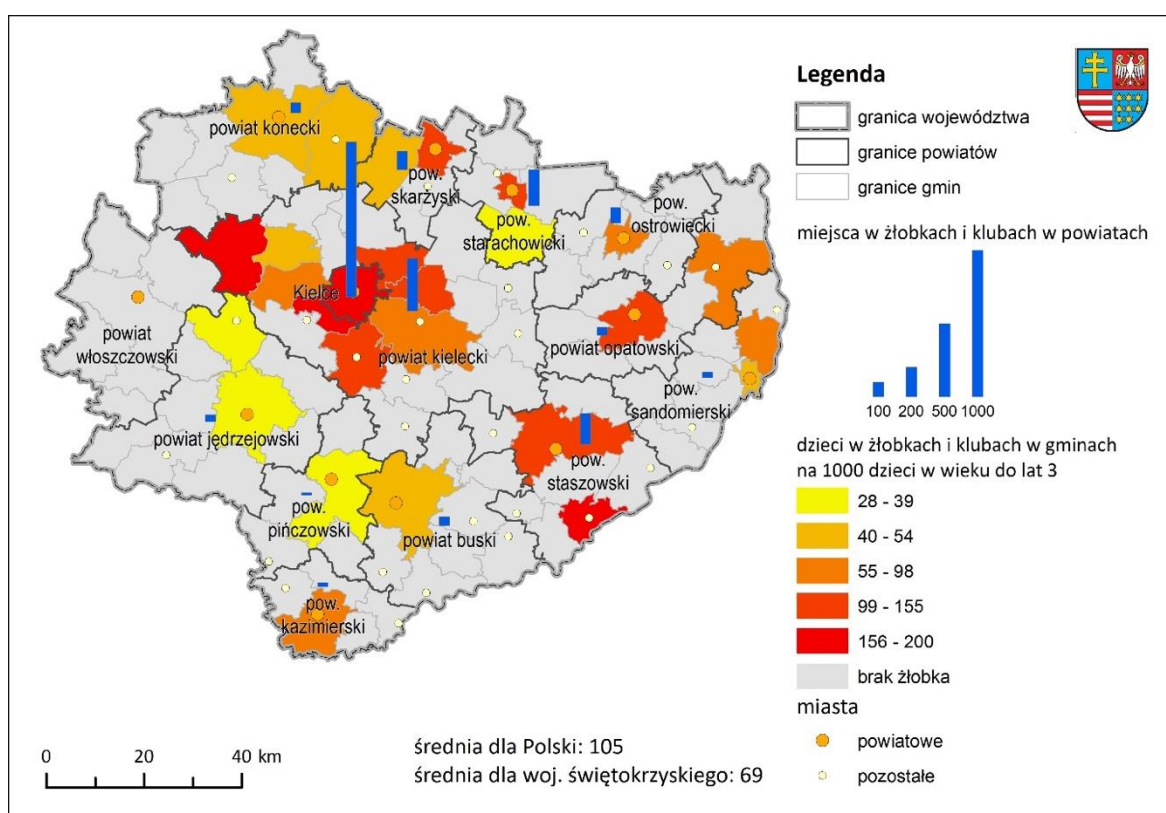 powiat konecki
pow.
skarżyski
pow.
starachowicki
pow.
ostrowiecki
Kielce
powiat
włoszczowski
powiat kielecki
powiat opatowski
pow.
sandomierski
powiat jędrzejowski
pow.
staszowski
pow.
pińczowski
powiat buski
pow.
kazimierski
0 20 40 km
średnia dla Polski: 105
średnia dla woj. świętokrzyskiego: 69
Legenda
granica województwa
granice powiatów
granice gmin
miejsca w żłobkach i klubach w powiatach
100 200 500 1000
dzieci w żłobkach i klubach w gminach
na 1000 dzieci w wieku do lat 3
28 - 39
40 - 54
55 - 98
99 - 155
156 - 200
brak żłobka
miasta
powiatowe
pozostałe